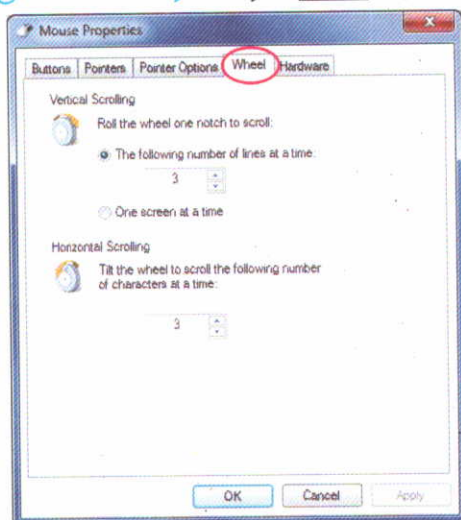 Mouse Properties
Buttons Pointers Pointer Options Wheel Hardware
Vertical Scrolling
Roll the wheel one notch to scroll:
The following number of lines at a time:
3
One screen at a time
Horizontal Scrolling
Tilt the wheel to scroll the following number
of characters at a time:
3
OK Cancel Apply